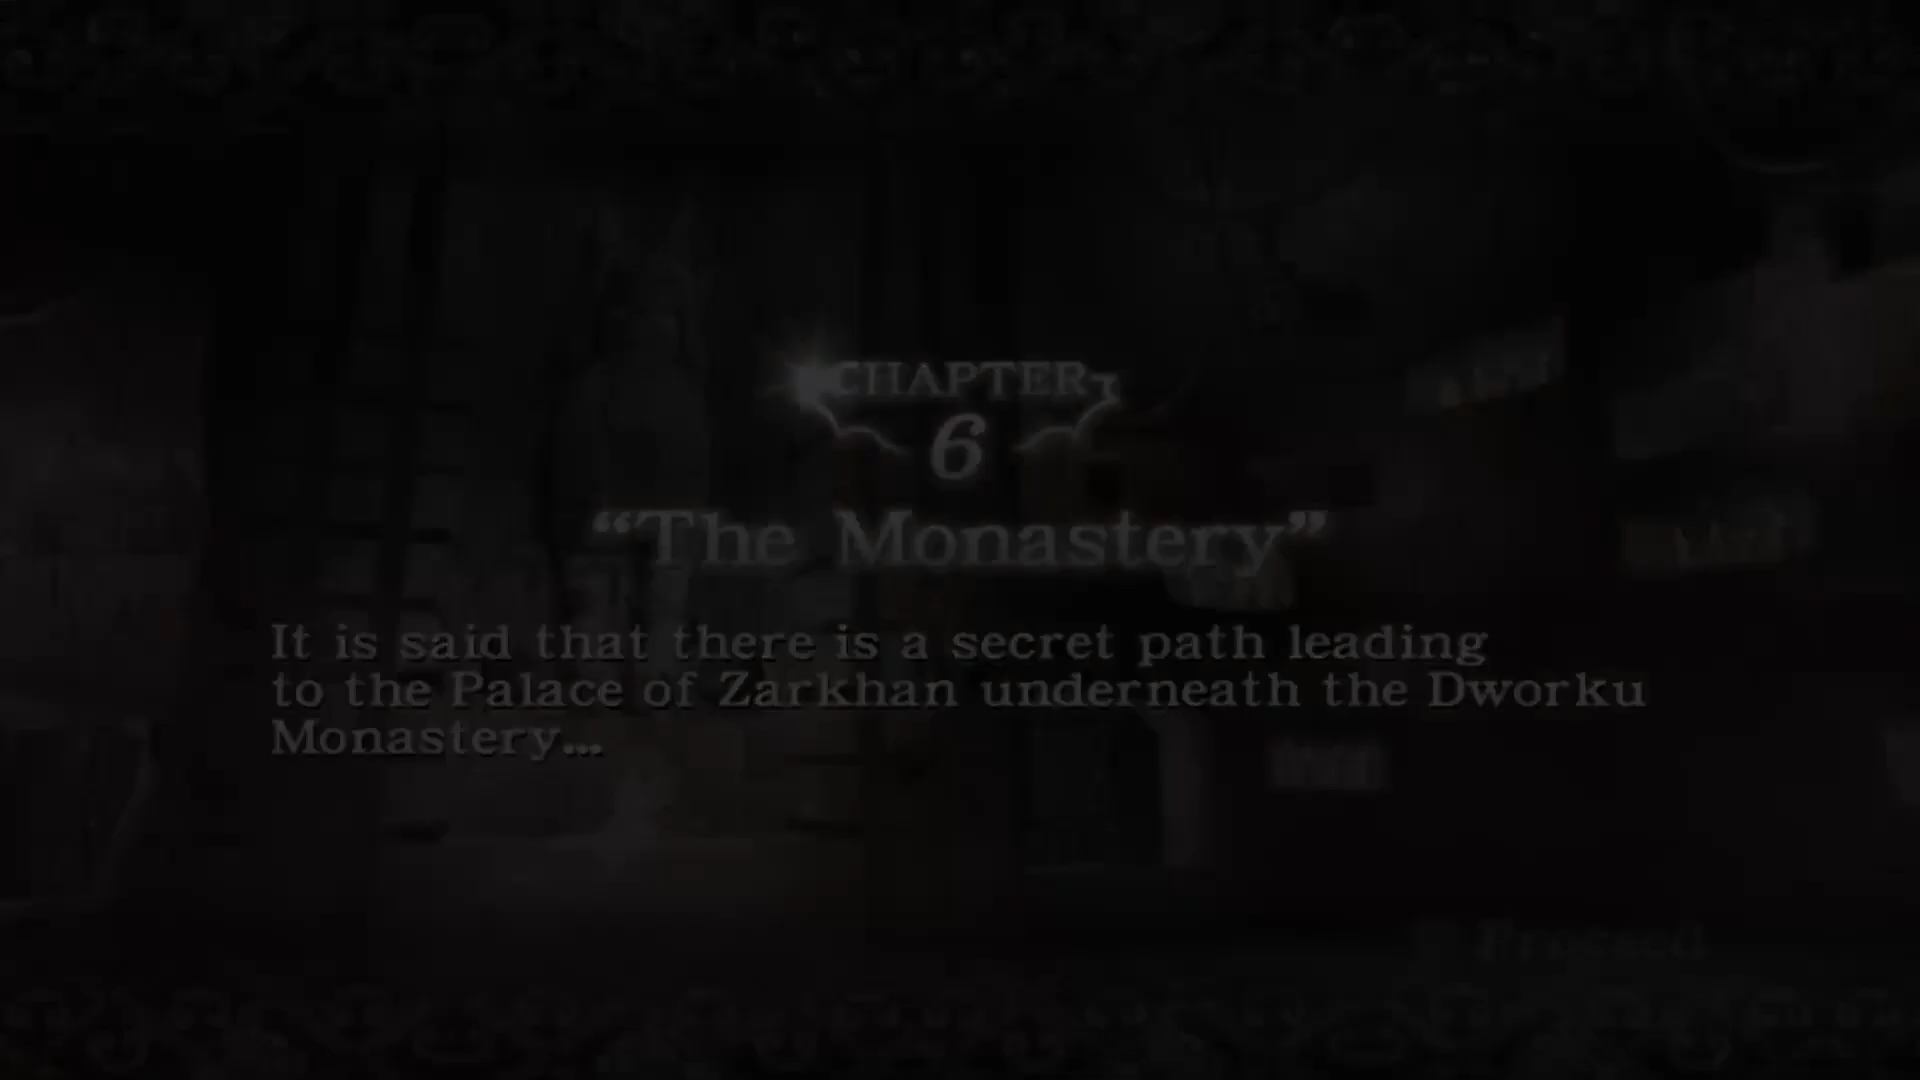 CHAPTER
6
“The Monastery”
It is said that there is a secret path leading
to the Palace of Zarkhan underneath the Dworku
Monastery...
Proceed